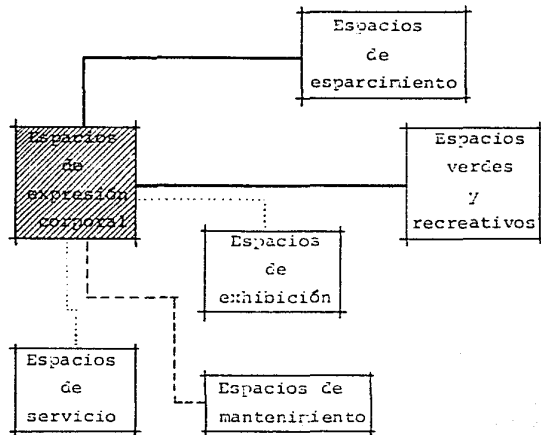 Espacios
de
esparcimiento
Espacios
de
expresión
corporal
Espacios
verdes
y
recreativos
Espacios
de
exhibición
Espacios
de
servicio
Espacios de
mantenimiento